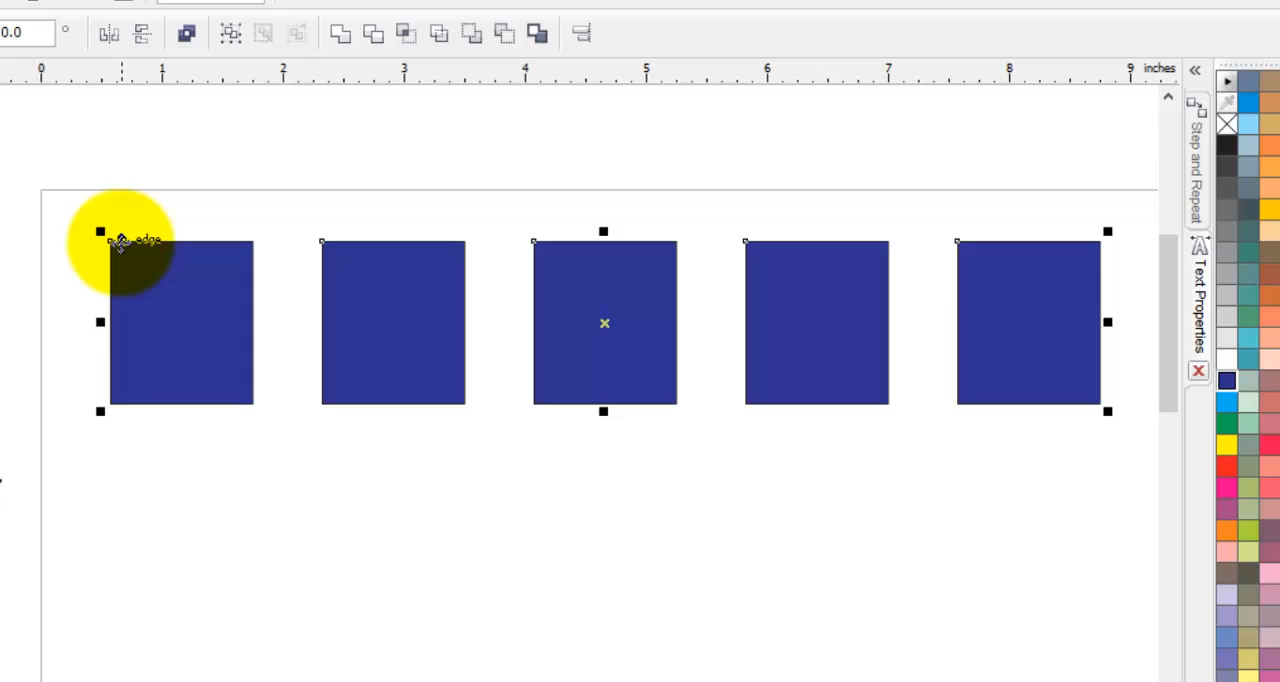 0.0 °
0 1 2 3 4 5 6 7 8 9 inches
Step and Repeat
edge
Text Properties